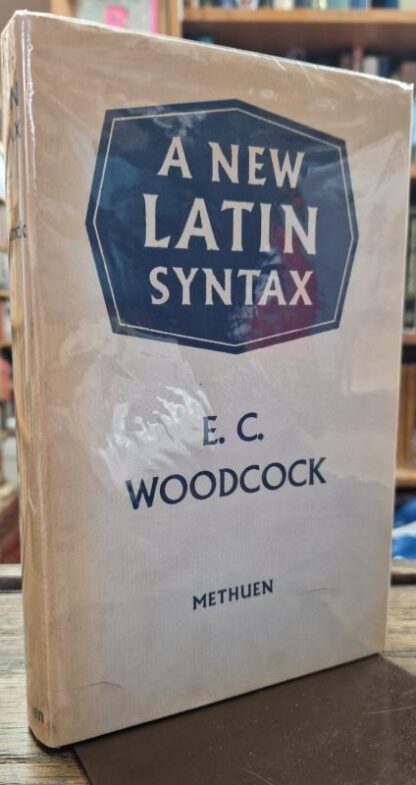 A NEW
LATIN
SYNTAX
E. C.
WOODCOCK
METHUEN